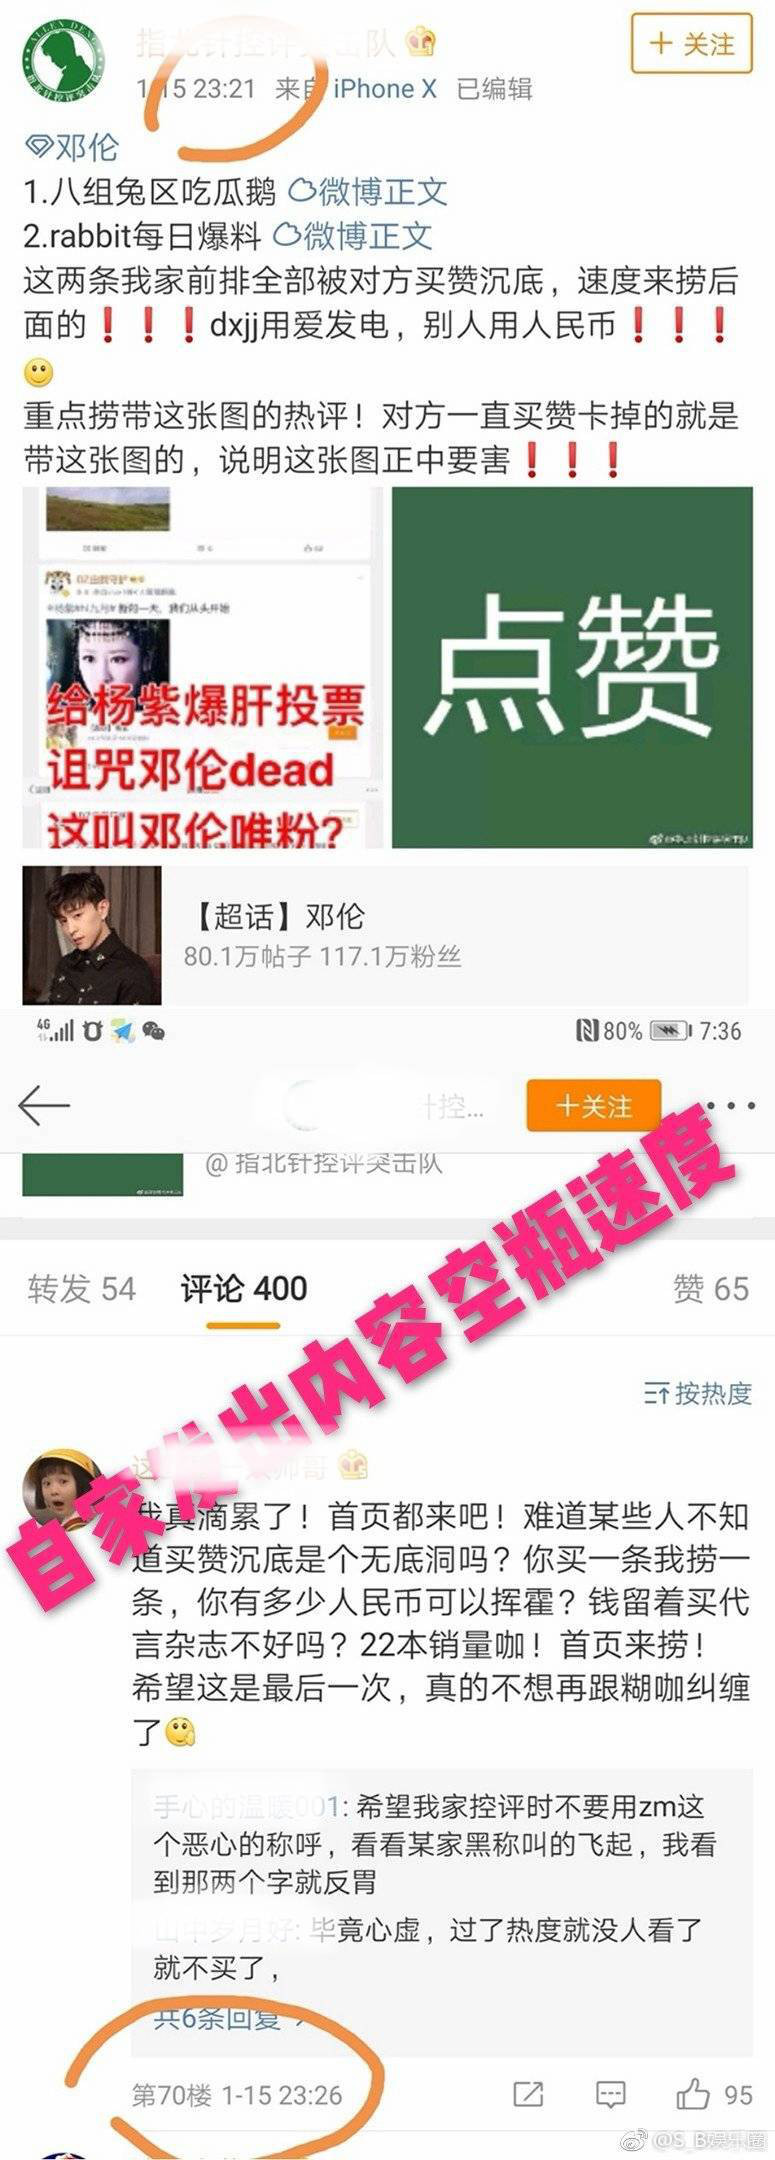 ALLEN DENG
指北针控评突击队
指北针控评突击队
+ 关注
1-15 23:21 来自 iPhone X 已编辑
邓伦
1.八组兔区吃瓜鹅 微博正文
2.rabbit每日爆料 微博正文
这两条我家前排全部被对方买赞沉底，速度来捞后
面的❗❗❗dxjj用爱发电，别人用人民币❗❗❗
重点捞带这张图的热评！对方一直买赞卡掉的就是
带这张图的，说明这张图正中要害❗❗❗
我们从头开始
给杨紫爆肝投票
诅咒邓伦dead
这叫邓伦唯粉?
点赞
【超话】邓伦
80.1万帖子 117.1万粉丝
4G
80% 7:36
控...
+关注
@ 指北针控评突击队
转发 54 评论 400 赞 65
自家发出内容空瓶速度
按热度
帅哥
我真滴累了！首页都来吧！难道某些人不知
道买赞沉底是个无底洞吗？你买一条我捞一
条，你有多少人民币可以挥霍？钱留着买代
言杂志不好吗？22本销量咖！首页来捞！
希望这是最后一次，真的不想再跟糊咖纠缠
了
手心的温暖001: 希望我家控评时不要用zm这
个恶心的称呼，看看某家黑称叫的飞起，我看
到那两个字就反胃
山中岁月好: 毕竟心虚，过了热度就没人看了
就不买了，
共6条回复
第70楼 1-15 23:26
95
@S_B娱乐圈